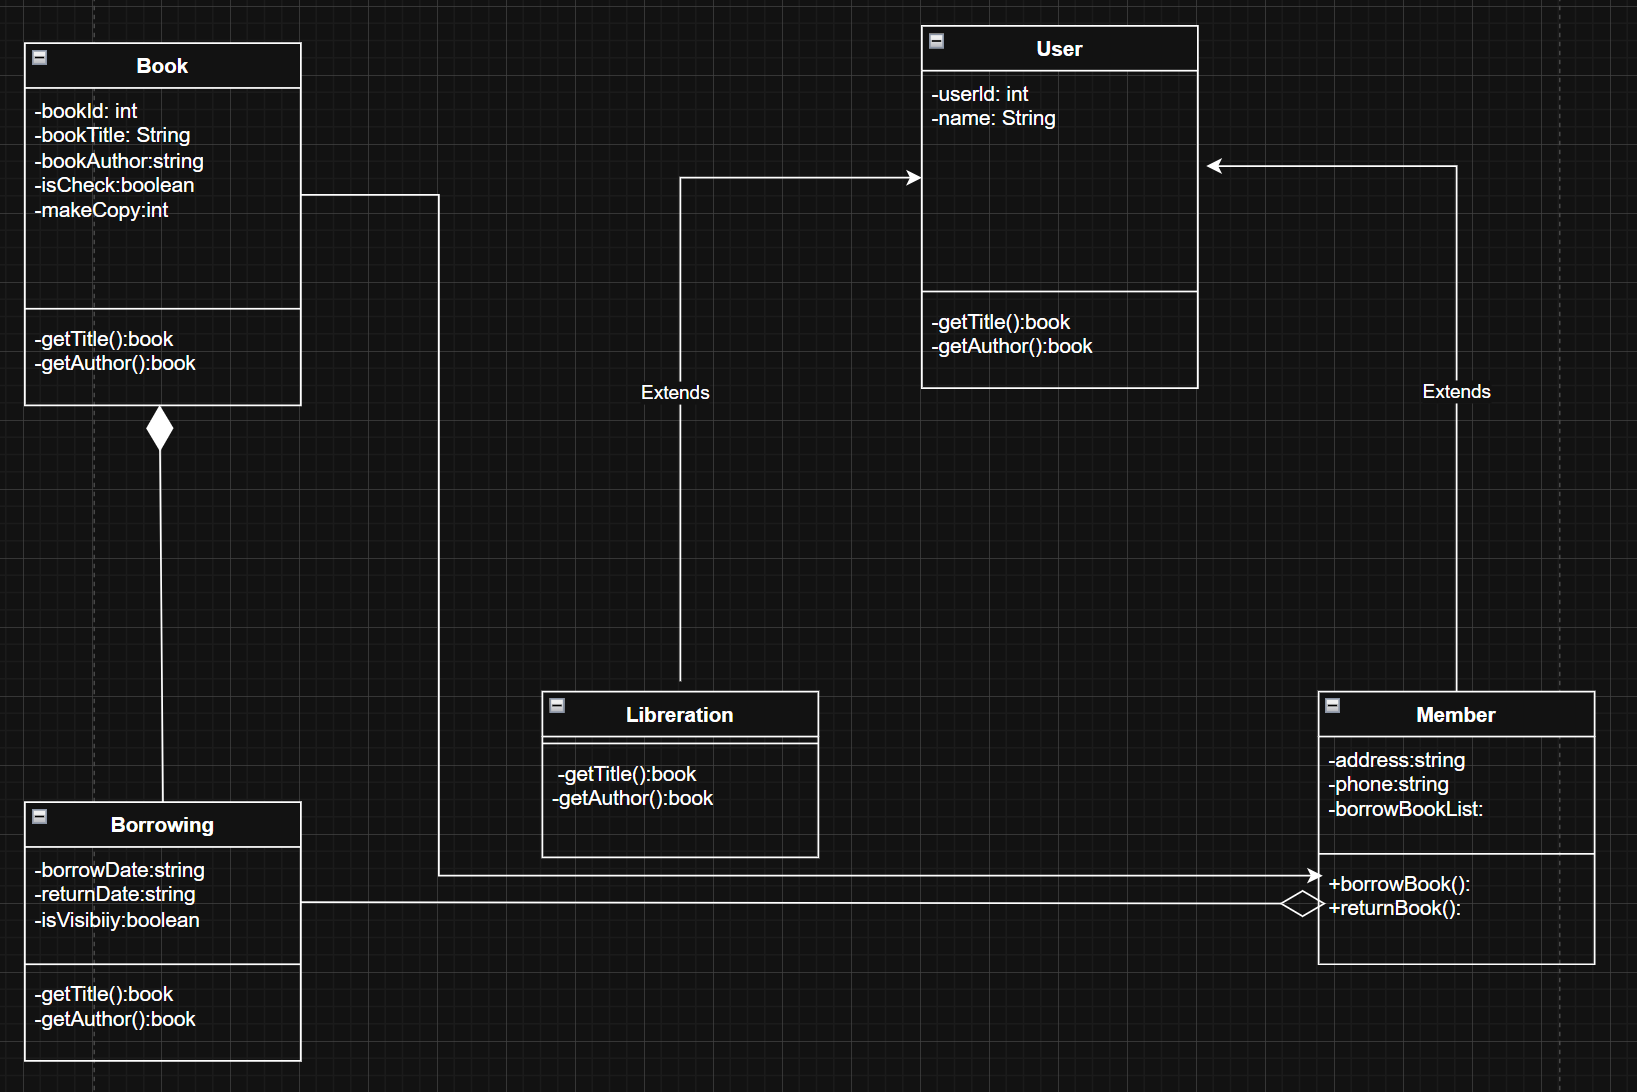 Book
-bookId: int
-bookTitle: String
-bookAuthor:string
-isCheck:boolean
-makeCopy:int
-getTitle():book
-getAuthor():book
User
-userId: int
-name: String
-getTitle():book
-getAuthor():book
Extends
Extends
Libreration
-getTitle():book
-getAuthor():book
Member
-address:string
-phone:string
-borrowBookList:
+borrowBook():
+returnBook():
Borrowing
-borrowDate:string
-returnDate:string
-isVisibiiy:boolean
-getTitle():book
-getAuthor():book